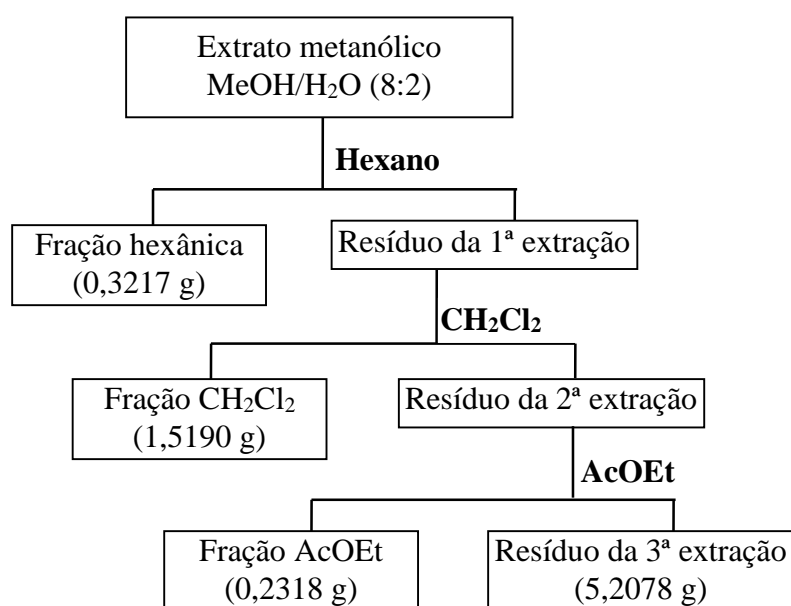 Extrato metanólico
MeOH/H₂O (8:2)
Hexano
Fração hexânica
(0,3217 g)
Resíduo da 1ª extração
CH₂Cl₂
Fração CH₂Cl₂
(1,5190 g)
Resíduo da 2ª extração
AcOEt
Fração AcOEt
(0,2318 g)
Resíduo da 3ª extração
(5,2078 g)